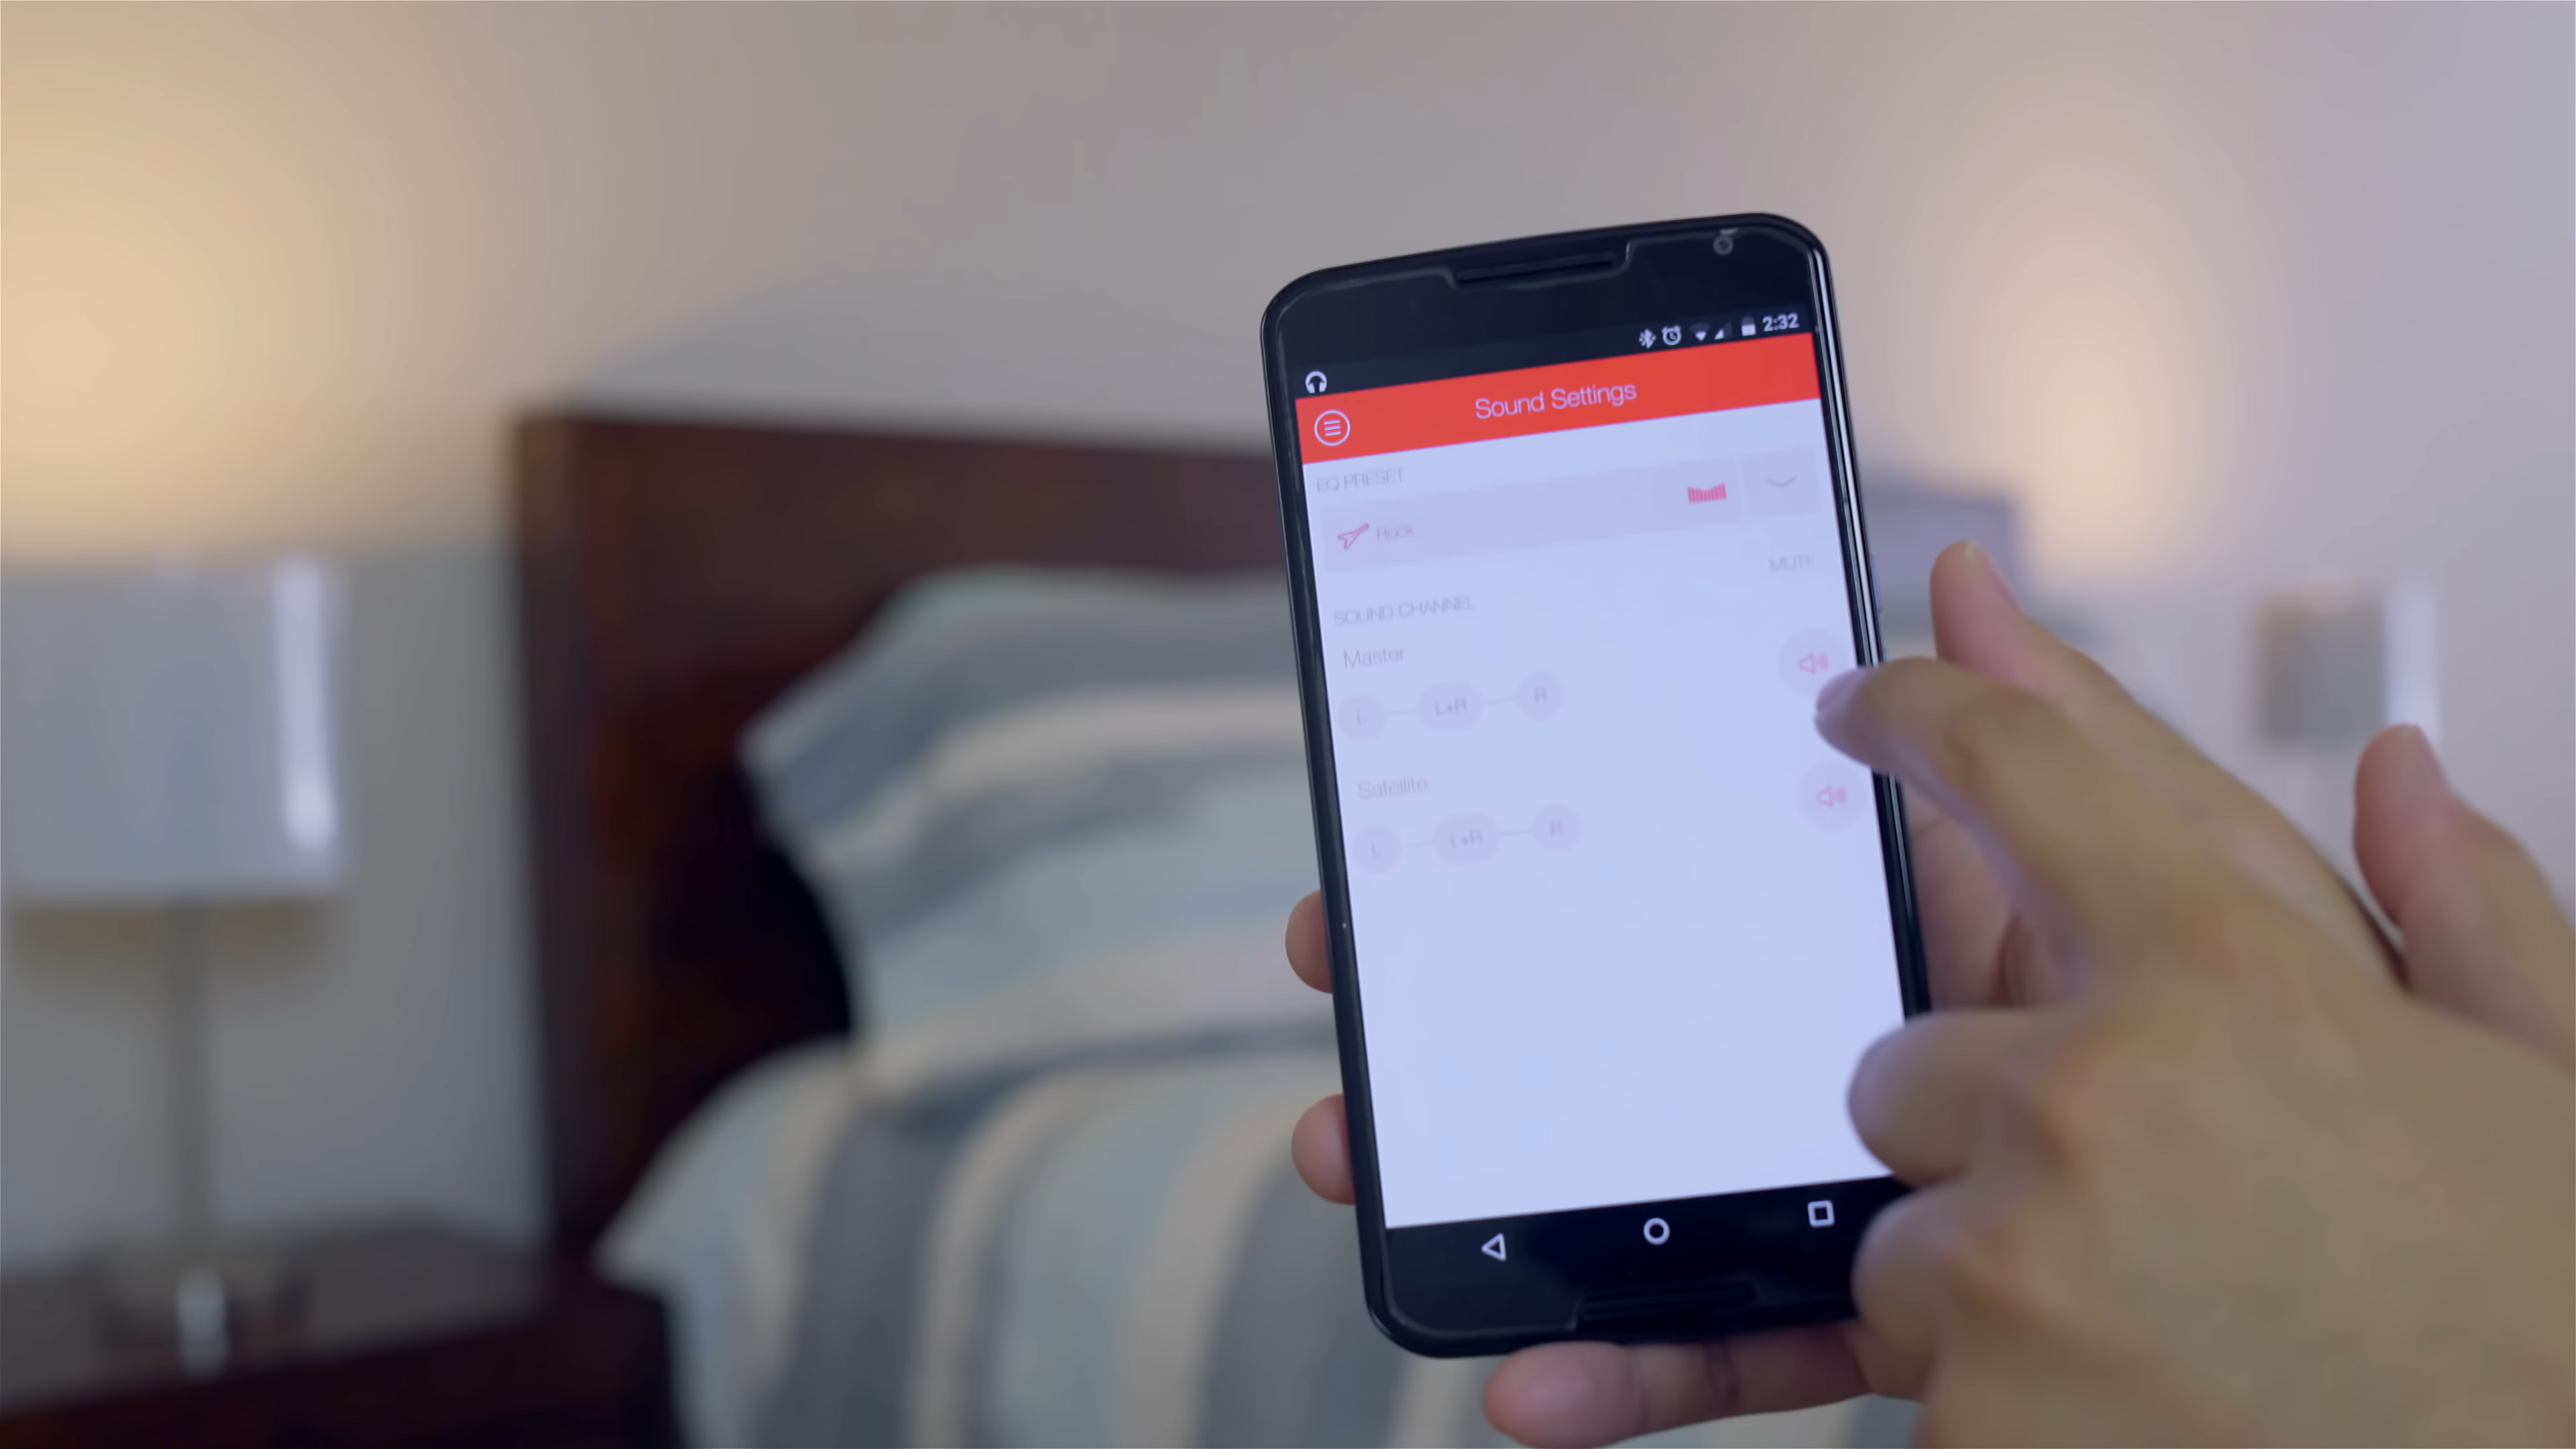 2:32
Sound Settings
EQ PRESET
Rock
MUTE
SOUND CHANNEL
Master
L L+R R
Satellite
L L+R R